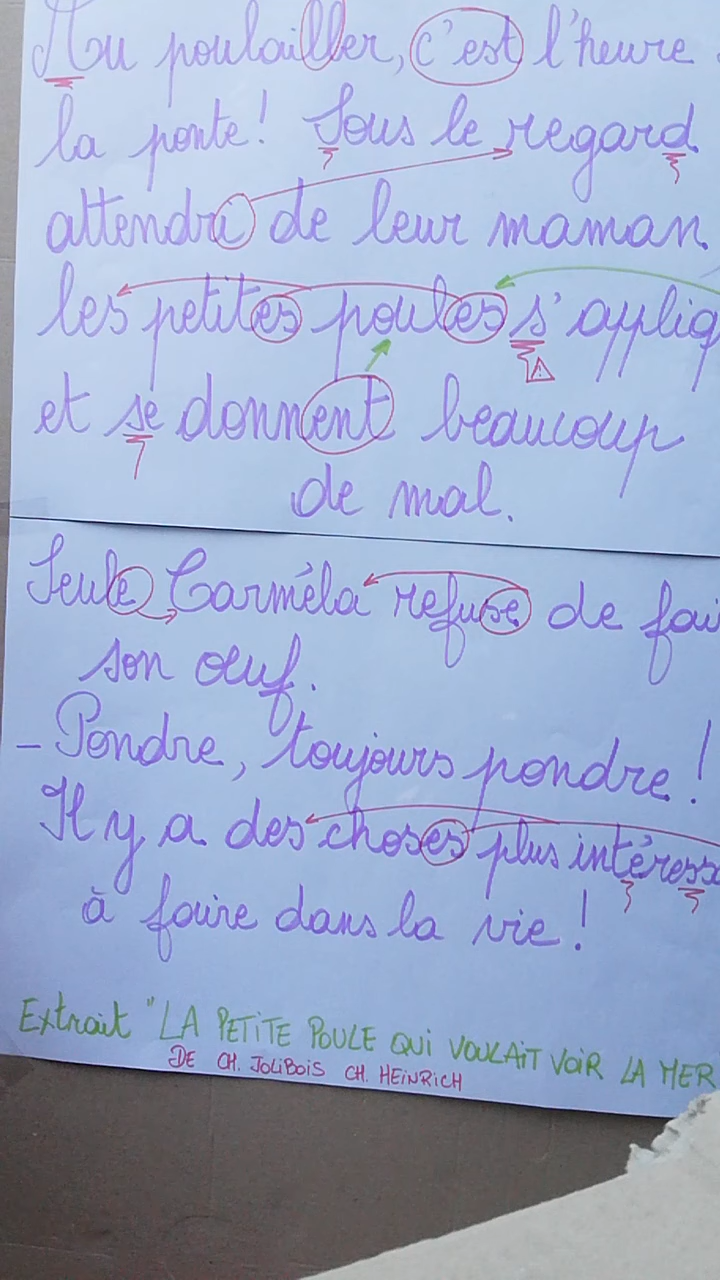 Au poulailler, c'est l'heure
la ponte! Sous le regard
attendri de leur maman
les petites poules s'appliq
et se donnent beaucoup
de mal.
Seule Carméla refuse de fai
son oeuf.
- Pondre, toujours pondre!
Il y a des choses plus intéress
à faire dans la vie!
Extrait "LA PETITE POULE QUI VOULAIT VOIR LA MER
DE CH. JOLIBOIS CH. HEINRICH